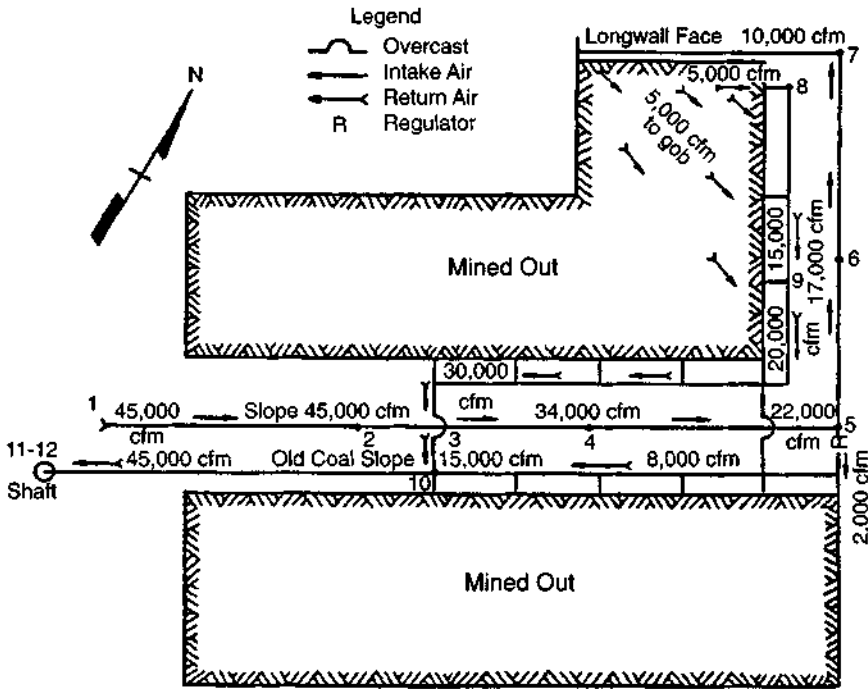 Legend
Overcast
Intake Air
Return Air
R Regulator
N
Longwall Face 10,000 cfm
7
5,000 cfm
8
5,000 cfm
to gob
Mined Out
15,000
9
17,000 cfm
6
20,000
cfm
30,000
cfm
1
45,000
cfm
Slope 45,000 cfm
2
3
34,000 cfm
4
22,000
cfm
R
5
11-12
Shaft
45,000 cfm
Old Coal Slope
10
15,000 cfm
8,000 cfm
2,000 cfm
Mined Out